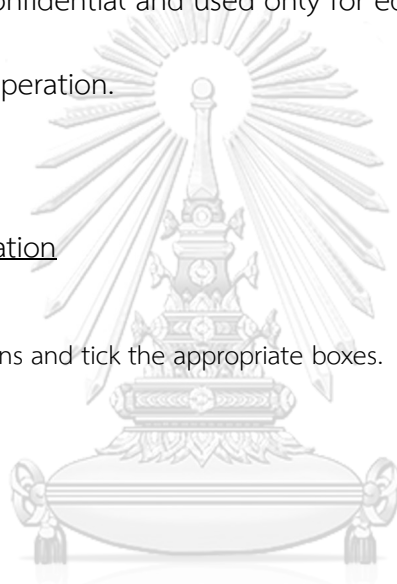 onfidential and used only for ed
peration.
ation
ns and tick the appropriate boxes.